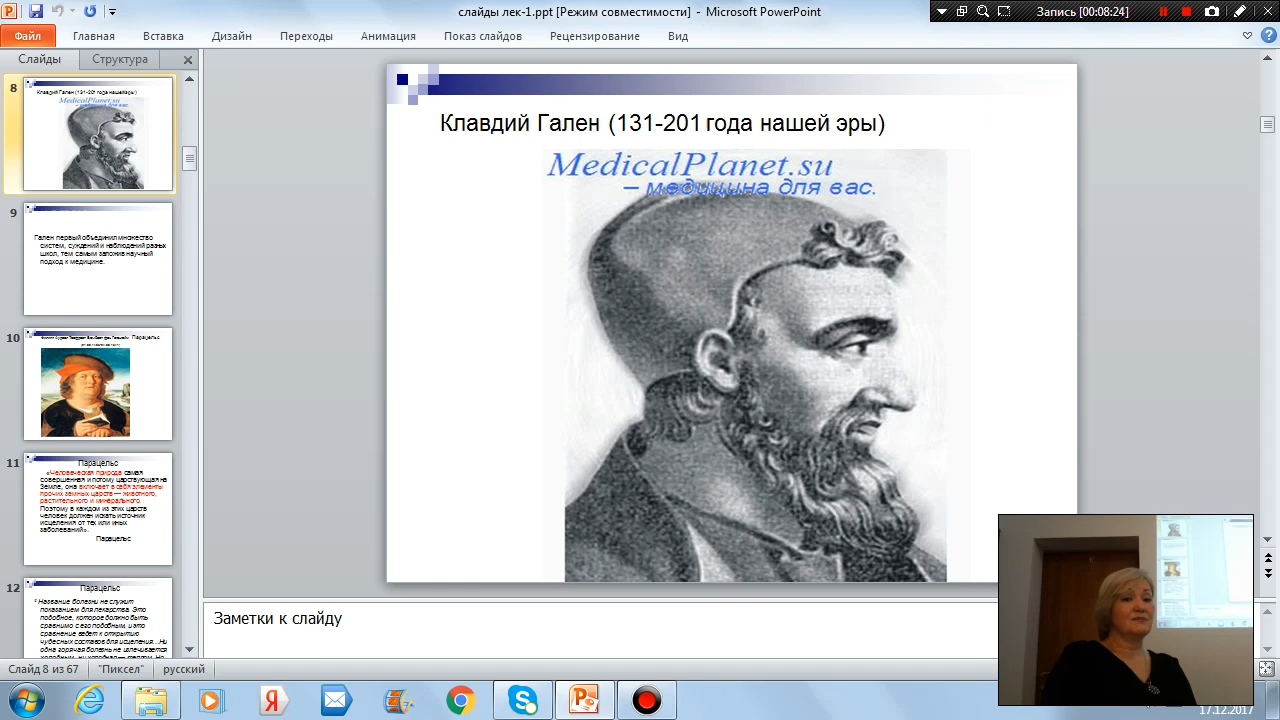 слайды лек-1.ppt [Режим совместимости] - Microsoft PowerPoint
Запись [00:08:24]
Файл
Главная
Вставка
Дизайн
Переходы
Анимация
Показ слайдов
Рецензирование
Вид
Слайды
Структура
8
Клавдий Гален (131-201 года нашей эры)
MedicalPlanet.su
– медицина для вас.
9
Гален первый объединил множество
систем, суждений и наблюдений разных
школ, тем самым заложив научный
подход к медицине.
10
Парацельс
11
Парацельс
«Человеческая природа самая
совершенная и потому царствующая на
Земле, она включает в себя элементы
прочих земных царств — животного,
растительного и минерального.
Поэтому в каждом из этих царств
человек должен искать источник
исцеления от тех или иных
заболеваний».
Парацельс
12
Парацельс
Название болезни не служит
показанием для лекарства. Это
подобное, которое должно быть
сравнимо с его подобным, и это
сравнение ведет к открытию
чудесных составов для исцеления...Ни
одна горячая болезнь не излечивается
Клавдий Гален (131-201 года нашей эры)
MedicalPlanet.su
– медицина для вас.
Заметки к слайду
Слайд 8 из 67
"Пиксел"
русский
17.12.2017